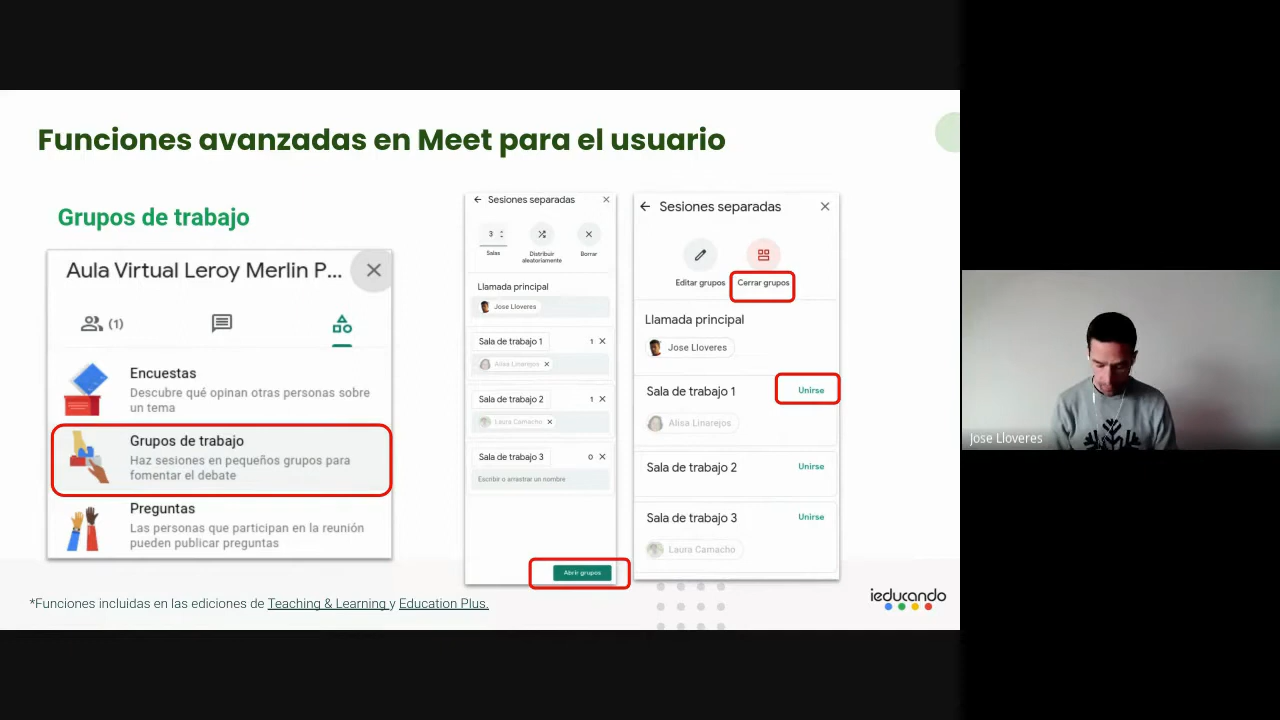 Funciones avanzadas en Meet para el usuario
Grupos de trabajo
Aula Virtual Leroy Merlin P...
(1)
Encuestas
Descubre qué opinan otras personas sobre
un tema
Grupos de trabajo
Haz sesiones en pequeños grupos para
fomentar el debate
Preguntas
Las personas que participan en la reunión
pueden publicar preguntas
Sesiones separadas
3
Salas
Distribuir
aleatoriamente
Borrar
Llamada principal
Jose Lloveres
Sala de trabajo 1 1
Alisa Linarejos
Sala de trabajo 2 1
Laura Camacho
Sala de trabajo 3 0
Escribir o arrastrar un nombre
Abrir grupos
Sesiones separadas
Editar grupos Cerrar grupos
Llamada principal
Jose Lloveres
Sala de trabajo 1 Unirse
Alisa Linarejos
Sala de trabajo 2 Unirse
Sala de trabajo 3 Unirse
Laura Camacho
*Funciones incluidas en las ediciones de Teaching & Learning y Education Plus.
ieducando
Jose Lloveres